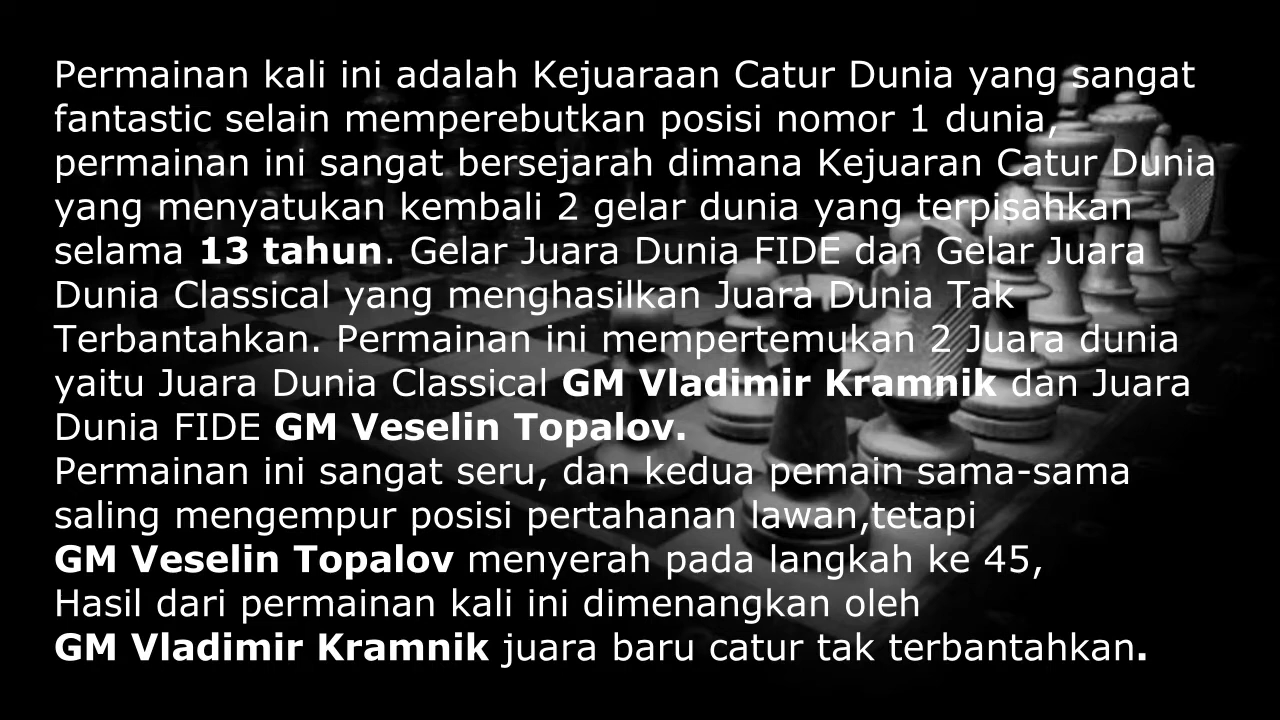 Permainan kali ini adalah Kejuaraan Catur Dunia yang sangat
fantastic selain memperebutkan posisi nomor 1 dunia,
permainan ini sangat bersejarah dimana Kejuaran Catur Dunia
yang menyatukan kembali 2 gelar dunia yang terpisahkan
selama 13 tahun. Gelar Juara Dunia FIDE dan Gelar Juara
Dunia Classical yang menghasilkan Juara Dunia Tak
Terbantahkan. Permainan ini mempertemukan 2 Juara dunia
yaitu Juara Dunia Classical GM Vladimir Kramnik dan Juara
Dunia FIDE GM Veselin Topalov.
Permainan ini sangat seru, dan kedua pemain sama-sama
saling mengempur posisi pertahanan lawan,tetapi
GM Veselin Topalov menyerah pada langkah ke 45,
Hasil dari permainan kali ini dimenangkan oleh
GM Vladimir Kramnik juara baru catur tak terbantahkan.